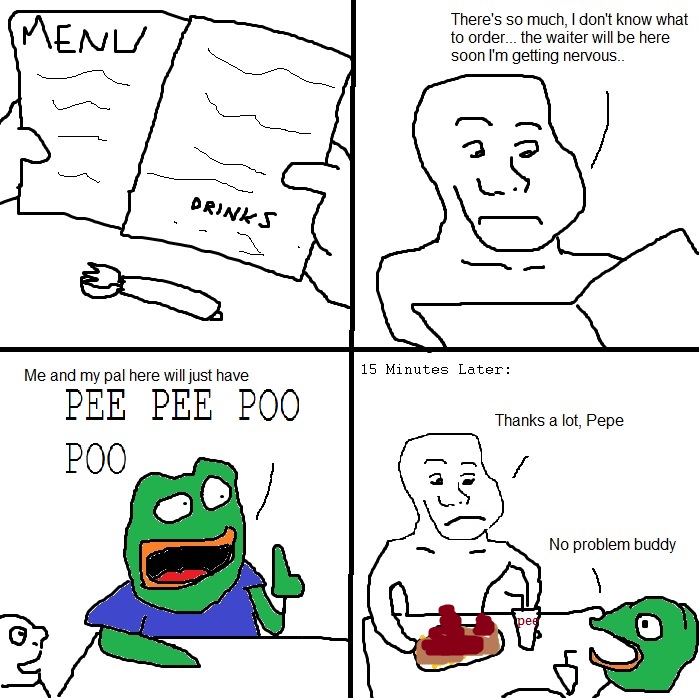 MENU
DRINKS
There's so much, I don't know what
to order... the waiter will be here
soon I'm getting nervous..
Me and my pal here will just have
PEE PEE POO
POO
15 Minutes Later:
Thanks a lot, Pepe
No problem buddy
pee